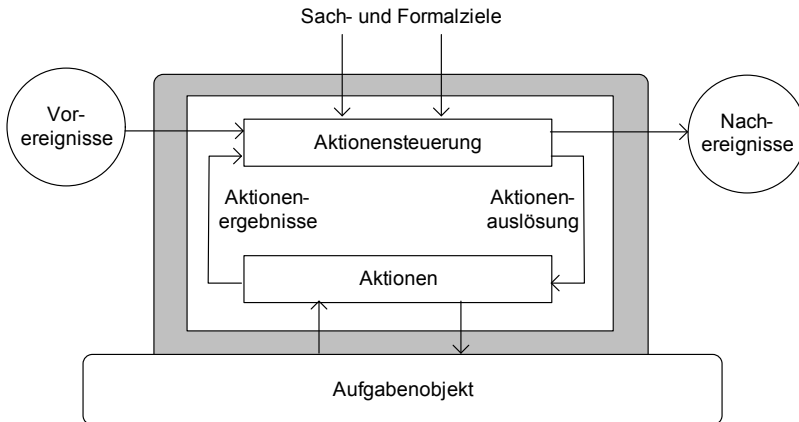 Sach- und Formalziele
Vor-
ereignisse
Aktionensteuerung
Nach-
ereignisse
Aktionen-
ergebnisse
Aktionen-
auslösung
Aktionen
Aufgabenobjekt